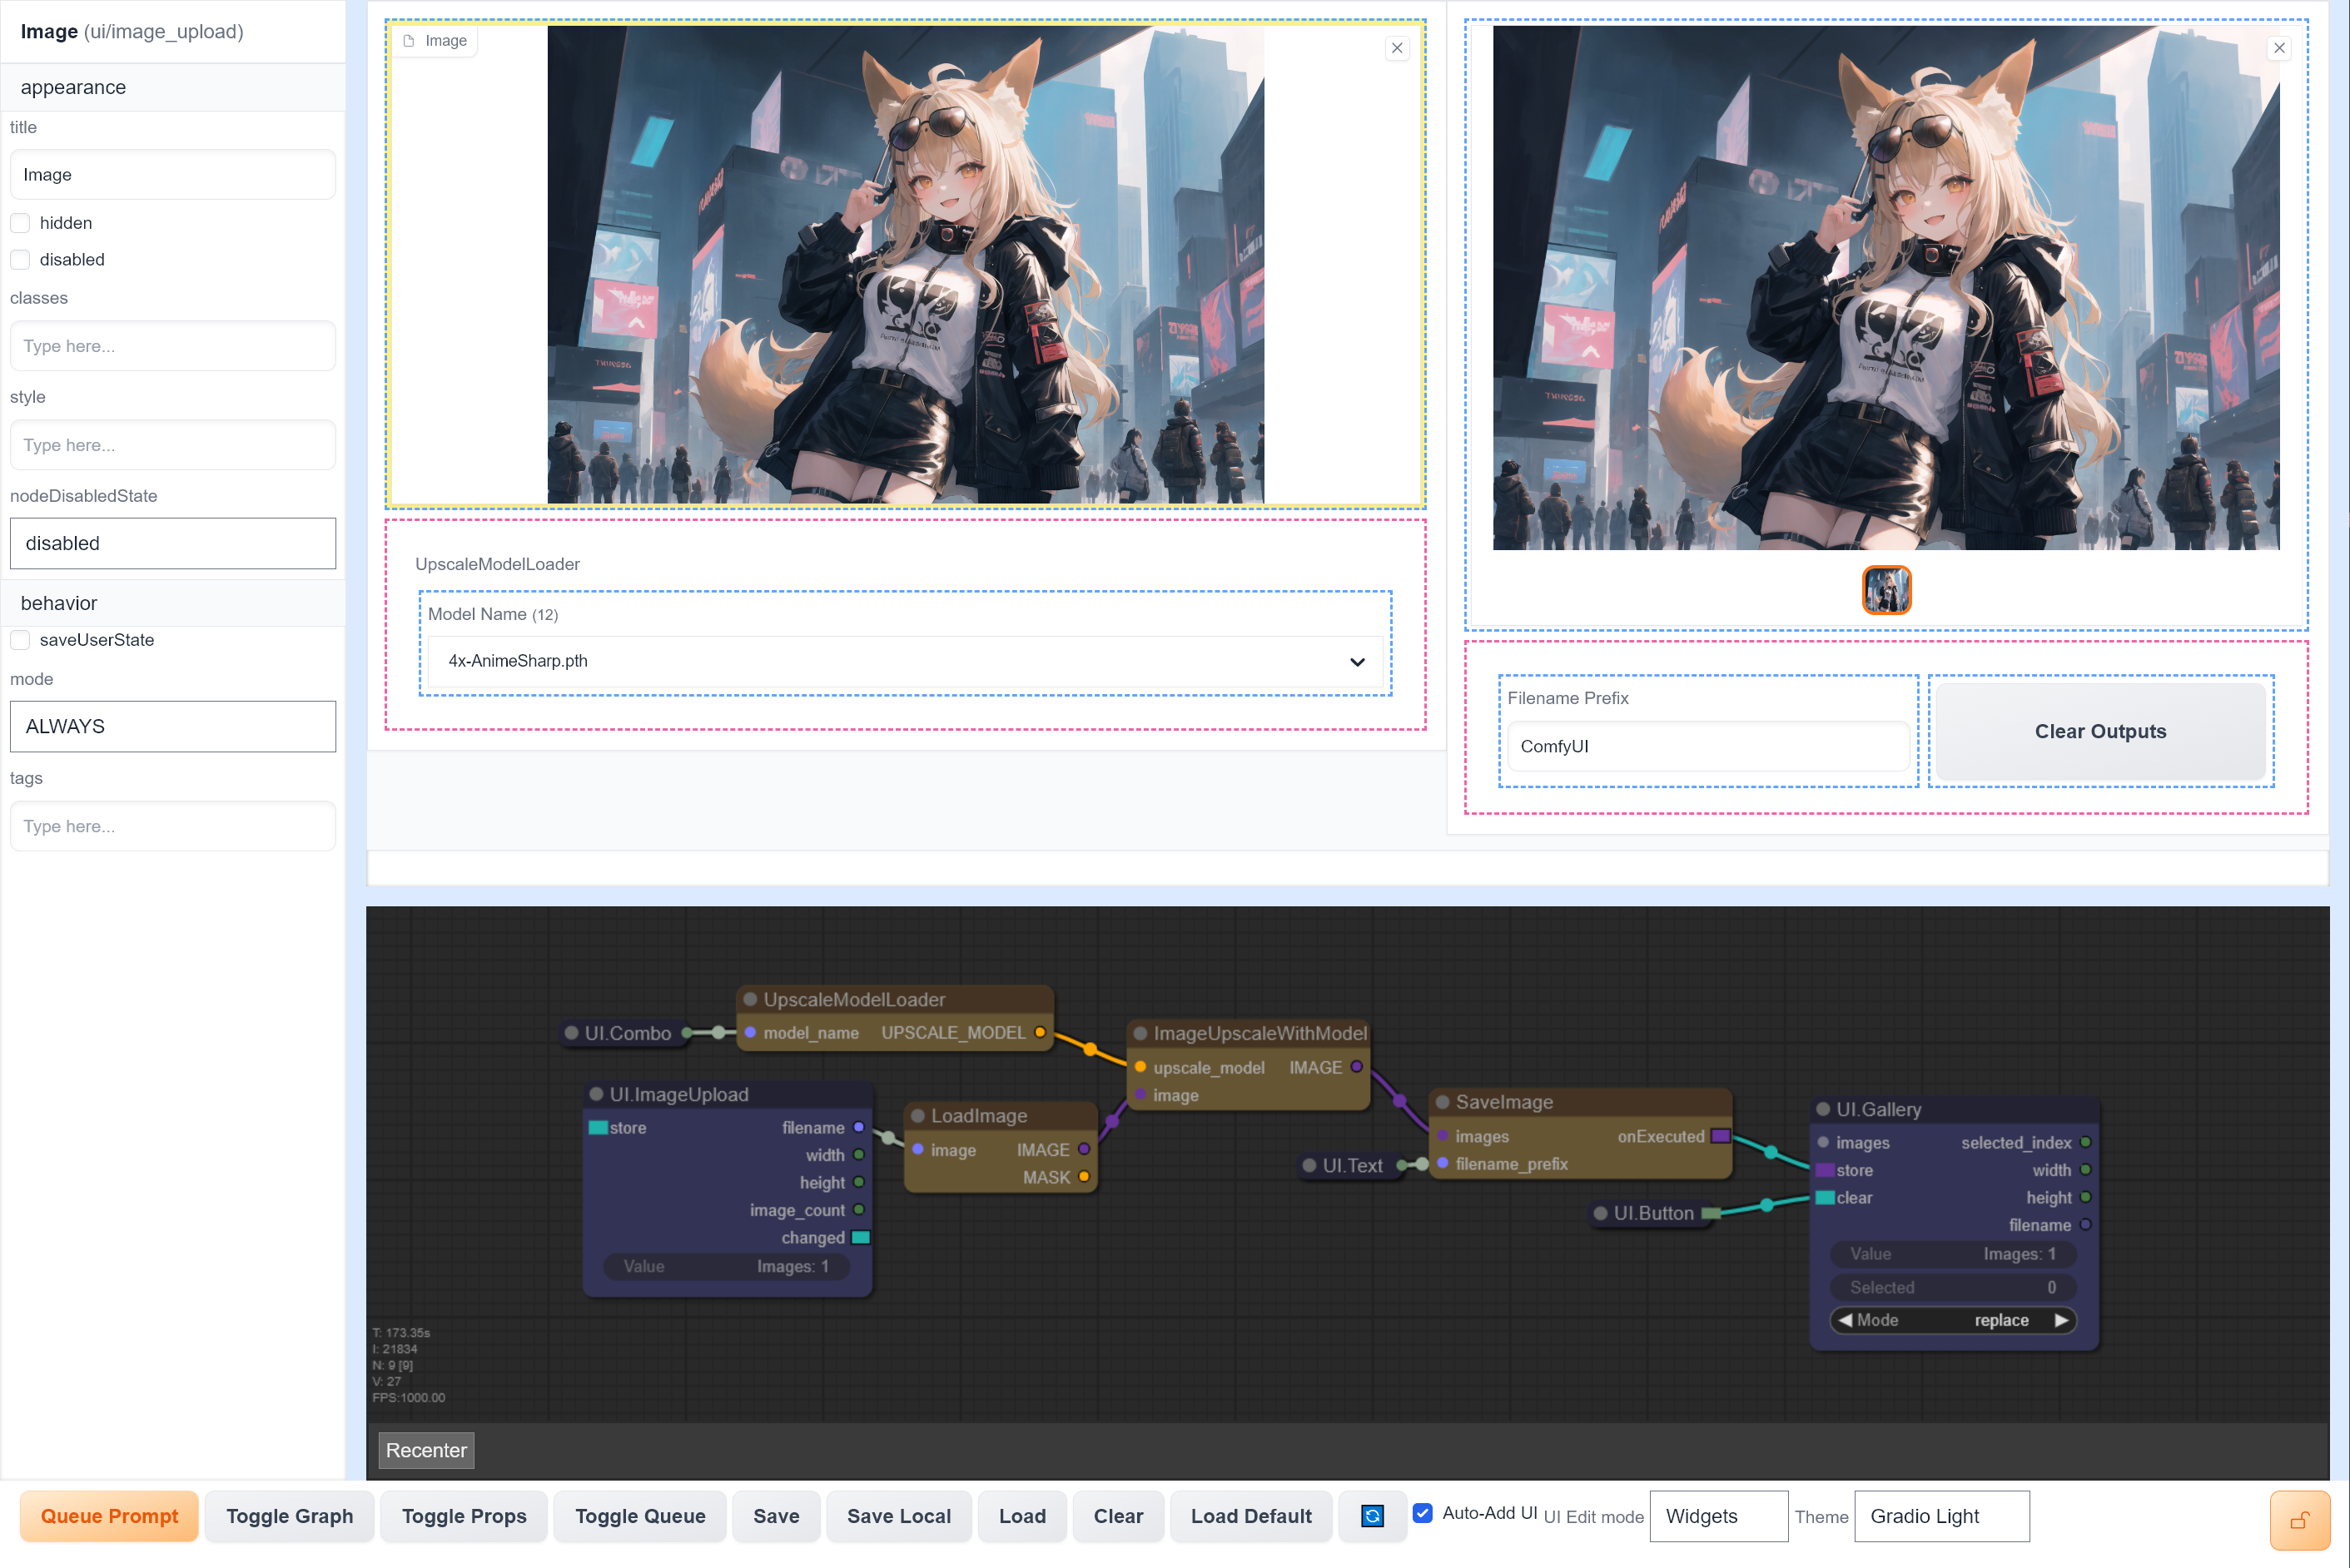 Image (ui/image_upload)
appearance
title
Image
hidden
disabled
classes
Type here...
style
Type here...
nodeDisabledState
disabled
behavior
saveUserState
mode
ALWAYS
tags
Type here...
Image
UpscaleModelLoader
Model Name (12)
4x-AnimeSharp.pth
Filename Prefix
ComfyUI
Clear Outputs
UpscaleModelLoader
UI.Combo
model_name UPSCALE_MODEL
ImageUpscaleWithModel
upscale_model IMAGE
image
UI.ImageUpload
store filename
width
height
image_count
changed
Value Images: 1
LoadImage
image IMAGE
MASK
UI.Text
SaveImage
images onExecuted
filename_prefix
UI.Button
UI.Gallery
images selected_index
store width
clear height
filename
Value Images: 1
Selected 0
Mode replace
T: 173.35s
I: 21834
N: 9 [9]
V: 27
FPS:1000.00
Recenter
Queue Prompt Toggle Graph Toggle Props Toggle Queue Save Save Local Load Clear Load Default Auto-Add UI UI Edit mode Widgets Theme Gradio Light